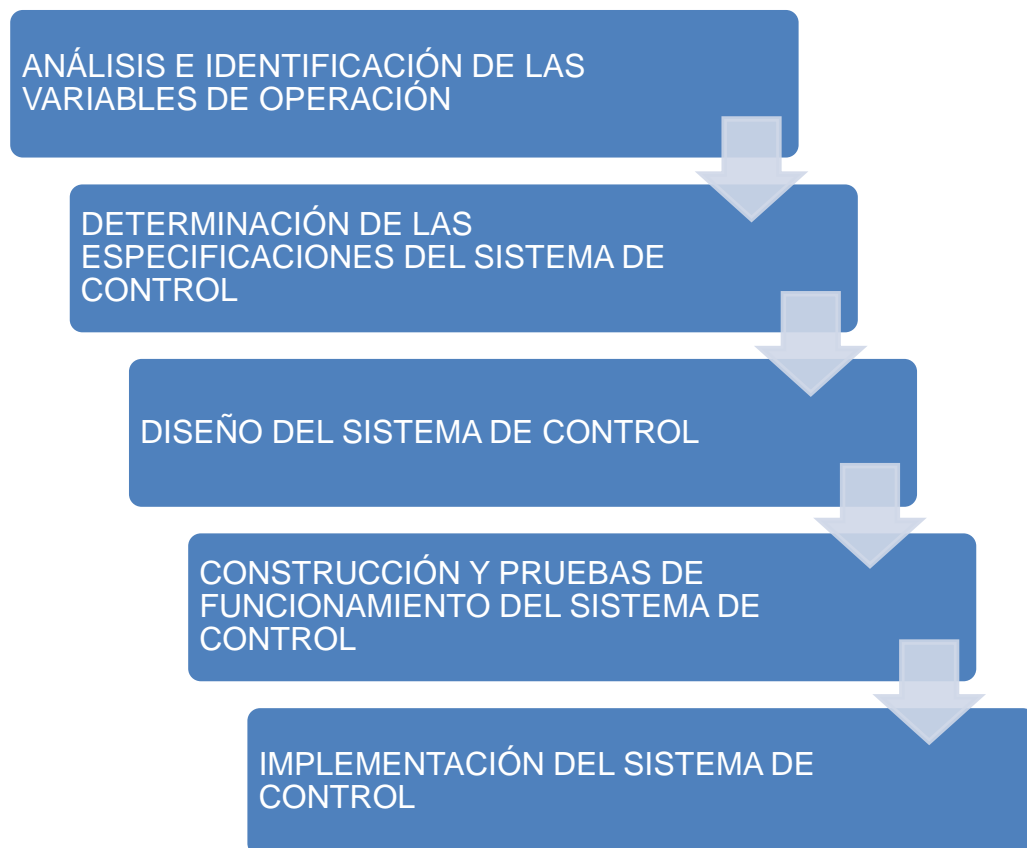 ANÁLISIS E IDENTIFICACIÓN DE LAS
VARIABLES DE OPERACIÓN
DETERMINACIÓN DE LAS
ESPECIFICACIONES DEL SISTEMA DE
CONTROL
DISEÑO DEL SISTEMA DE CONTROL
CONSTRUCCIÓN Y PRUEBAS DE
FUNCIONAMIENTO DEL SISTEMA DE
CONTROL
IMPLEMENTACIÓN DEL SISTEMA DE
CONTROL